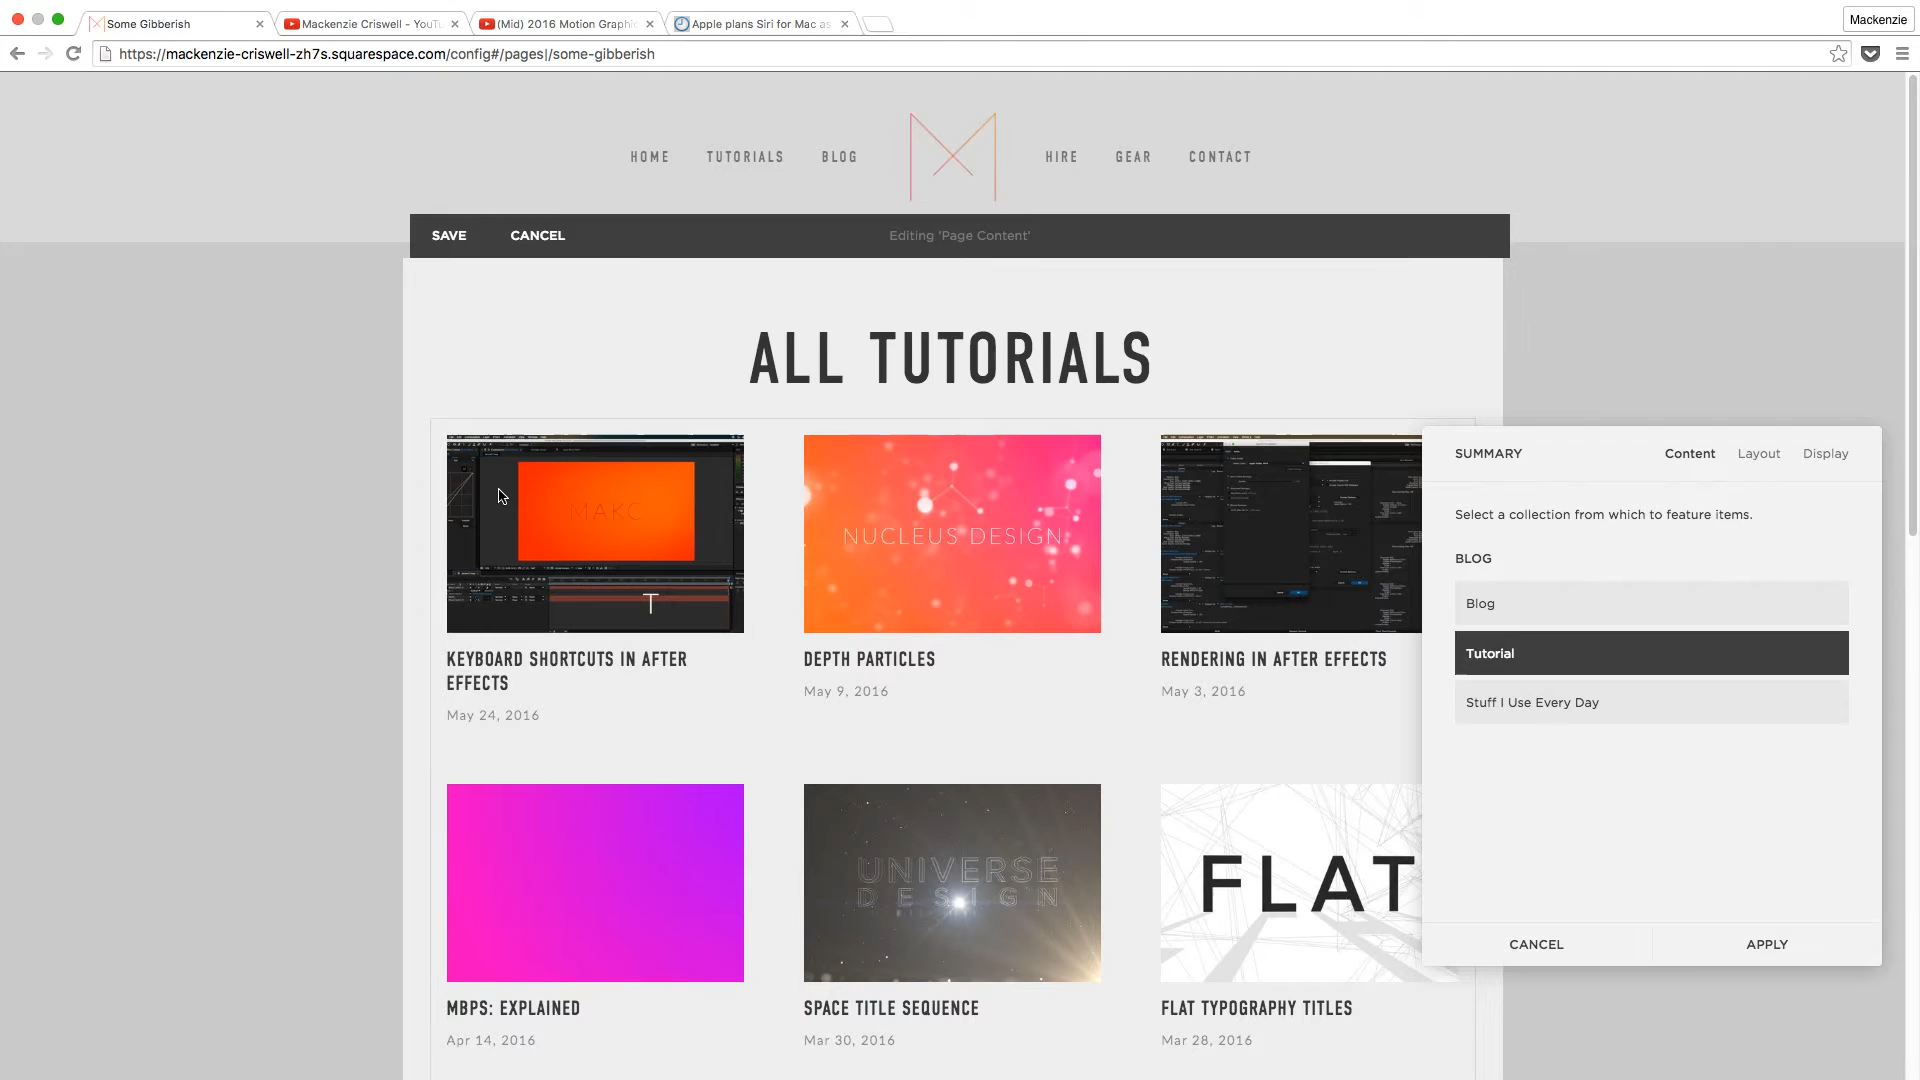 Some Gibberish
Mackenzie Criswell - YouTu
(Mid) 2016 Motion Graphic
Apple plans Siri for Mac as
Mackenzie
https://mackenzie-criswell-zh7s.squarespace.com/config#/pages|/some-gibberish
HOME TUTORIALS BLOG HIRE GEAR CONTACT
SAVE CANCEL Editing 'Page Content'
ALL TUTORIALS
MAKC
T
NUCLEUS DESIGN
KEYBOARD SHORTCUTS IN AFTER
EFFECTS
May 24, 2016
DEPTH PARTICLES
May 9, 2016
RENDERING IN AFTER EFFECTS
May 3, 2016
UNIVERSE
DESIGN
FLAT
MBPS: EXPLAINED
Apr 14, 2016
SPACE TITLE SEQUENCE
Mar 30, 2016
FLAT TYPOGRAPHY TITLES
Mar 28, 2016
SUMMARY Content Layout Display
Select a collection from which to feature items.
BLOG
Blog
Tutorial
Stuff I Use Every Day
CANCEL APPLY